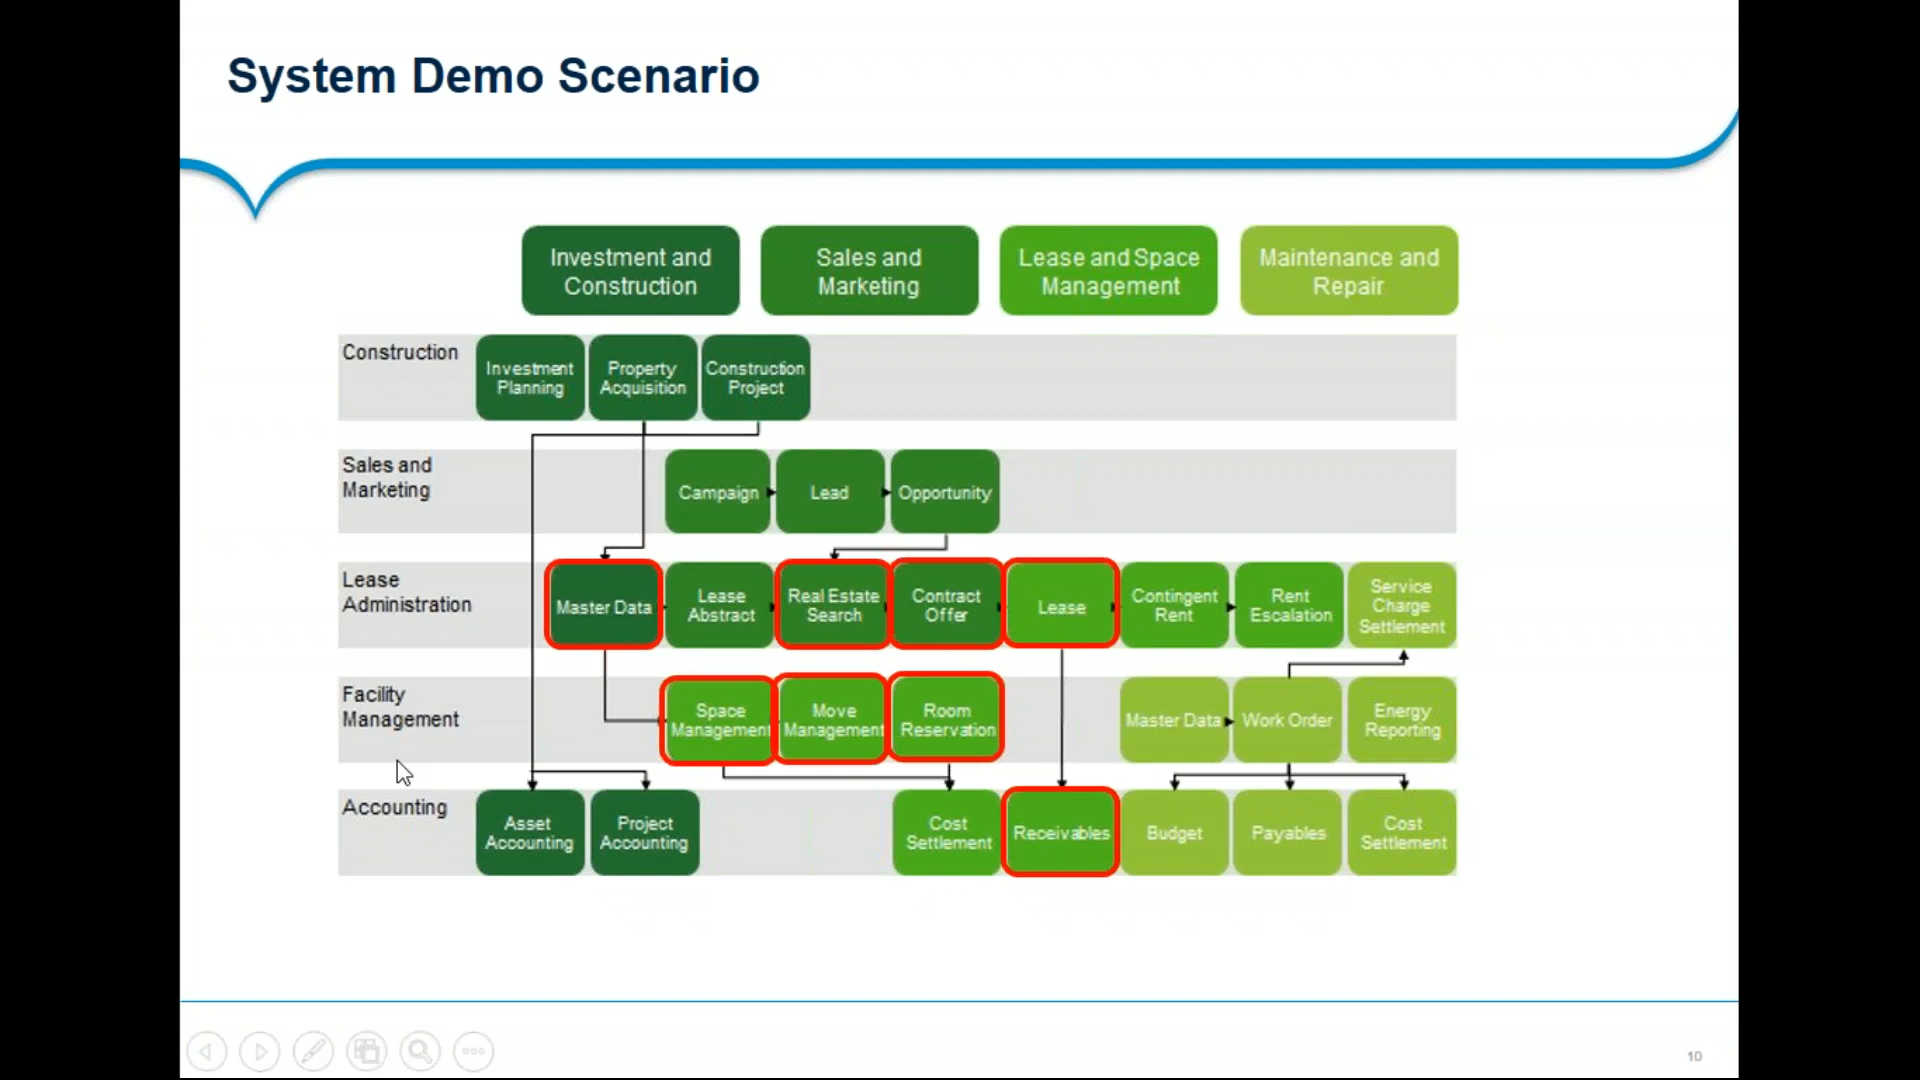 System Demo Scenario
Investment and
Construction
Sales and
Marketing
Lease and Space
Management
Maintenance and
Repair
Construction
Investment
Planning
Property
Acquisition
Construction
Project
Sales and
Marketing
Campaign
Lead
Opportunity
Lease
Administration
Master Data
Lease
Abstract
Real Estate
Search
Contract
Offer
Lease
Contingent
Rent
Rent
Escalation
Service
Charge
Settlement
Facility
Management
Space
Management
Move
Management
Room
Reservation
Master Data
Work Order
Energy
Reporting
Accounting
Asset
Accounting
Project
Accounting
Cost
Settlement
Receivables
Budget
Payables
Cost
Settlement
10